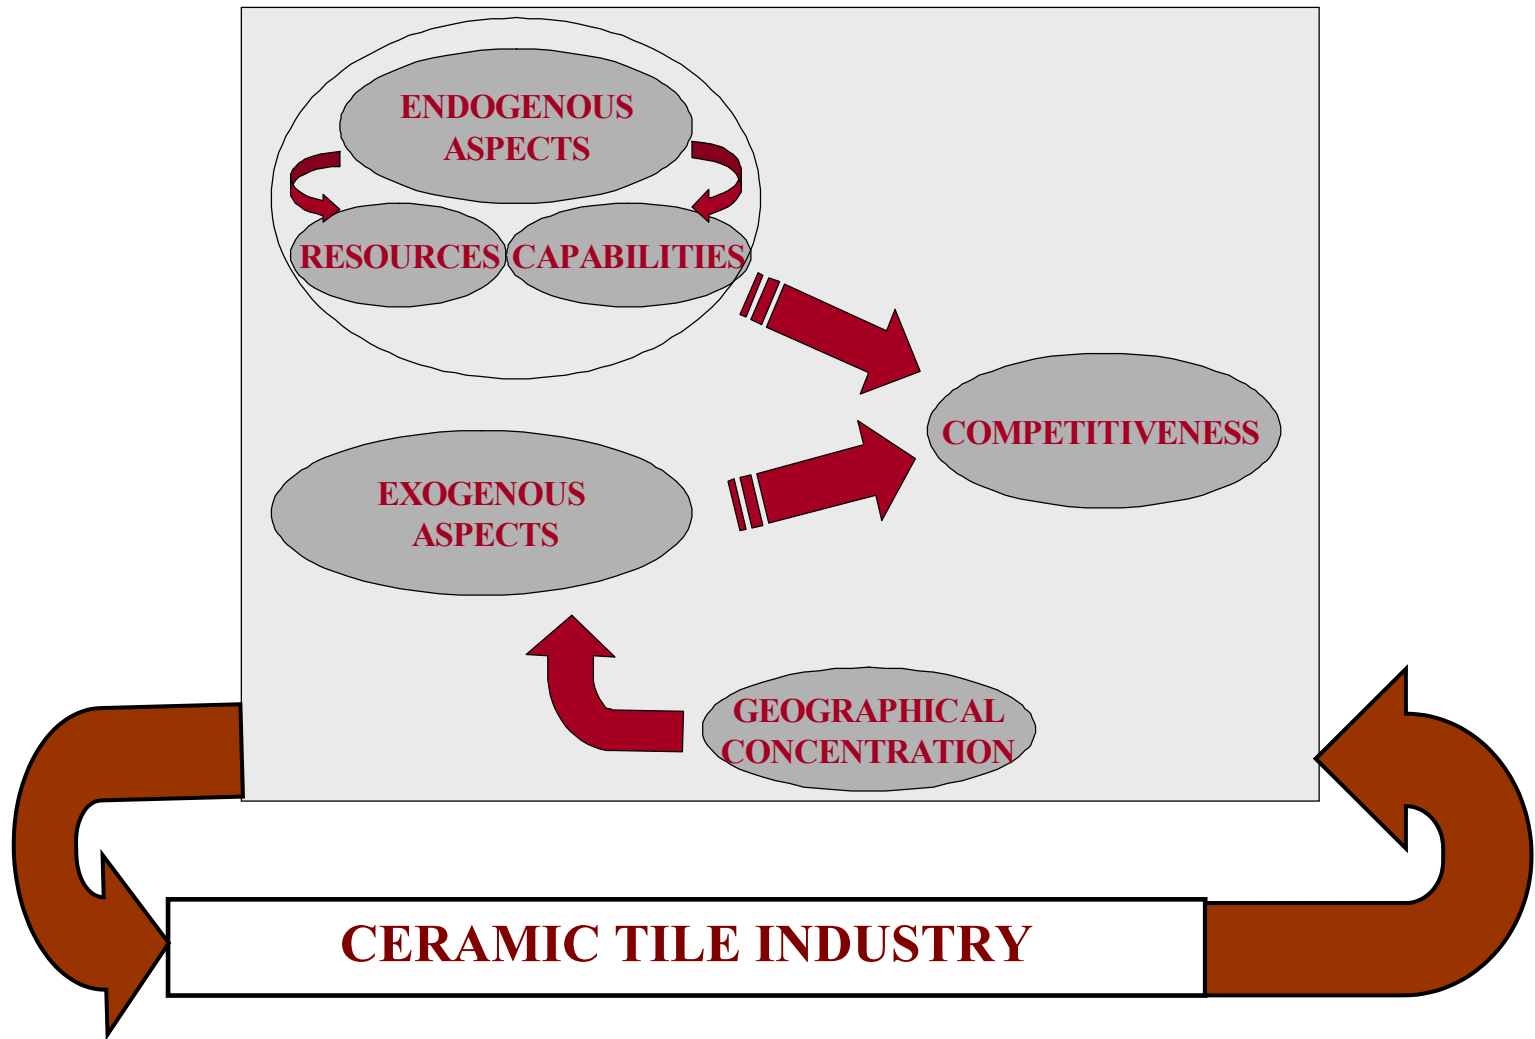 ENDOGENOUS
ASPECTS
RESOURCES
CAPABILITIES
COMPETITIVENESS
EXOGENOUS
ASPECTS
GEOGRAPHICAL
CONCENTRATION
CERAMIC TILE INDUSTRY